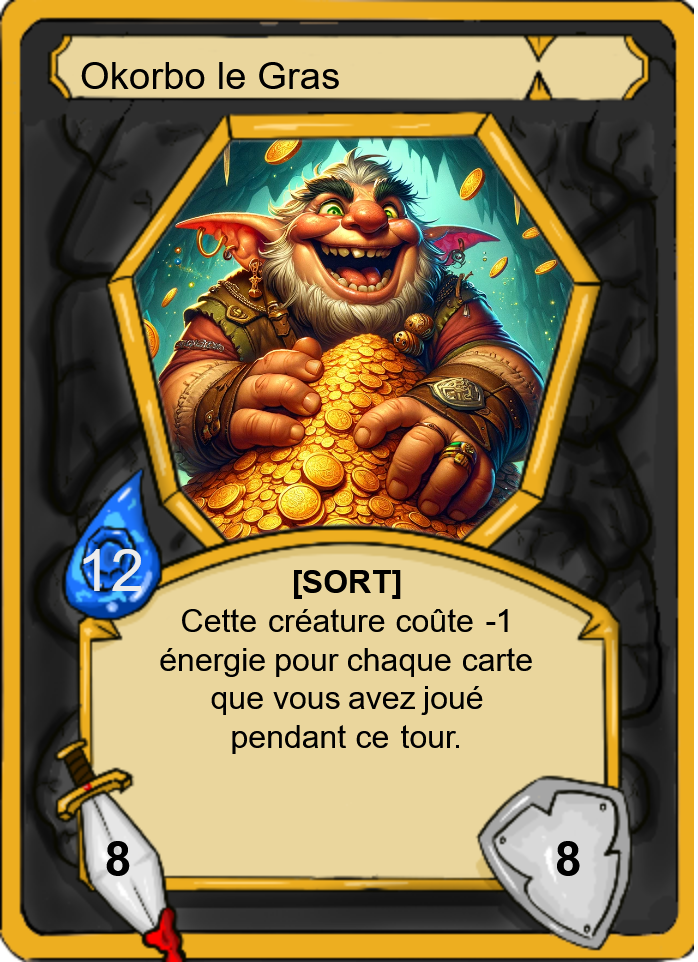 Okorbo le Gras
12
[SORT]
Cette créature coûte -1
énergie pour chaque carte
que vous avez joué
pendant ce tour.
8
8